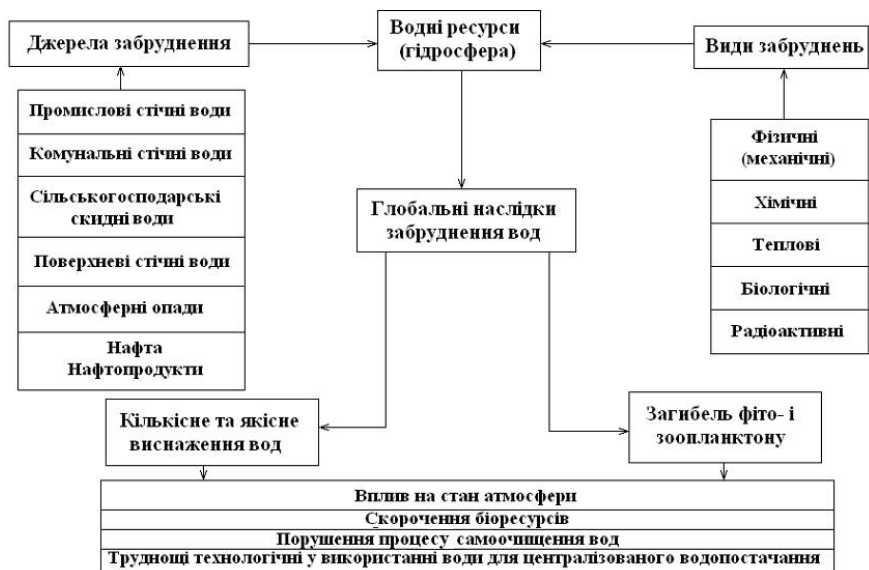 Джерела забруднення
Водні ресурси
(гідросфера)
Види забруднень
Промислові стічні води
Комунальні стічні води
Сільськогосподарські
скидні води
Поверхневі стічні води
Атмосферні опади
Нафта
Нафтопродукти
Фізичні
(механічні)
Хімічні
Теплові
Біологічні
Радіоактивні
Глобальні наслідки
забруднення вод
Кількісне та якісне
виснаження вод
Загибель фіто- і
зоопланктону
Вплив на стан атмосфери
Скорочення біоресурсів
Порушення процесу самоочищення вод
Труднощі технологічні у використанні води для централізованого водопостачання